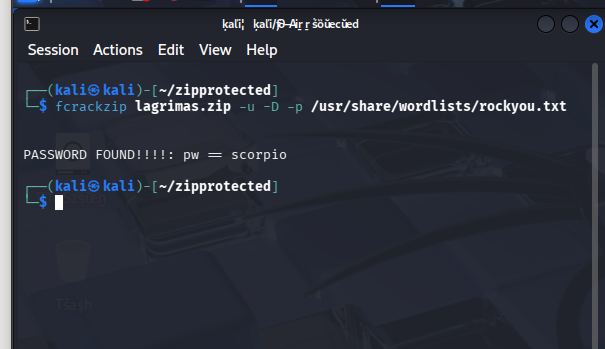 Session Actions Edit View Help
┌──(kali㉿kali)-[~/zipprotected]
└─$ fcrackzip lagrimas.zip -u -D -p /usr/share/wordlists/rockyou.txt
PASSWORD FOUND!!!!: pw == scorpio
┌──(kali㉿kali)-[~/zipprotected]
└─$